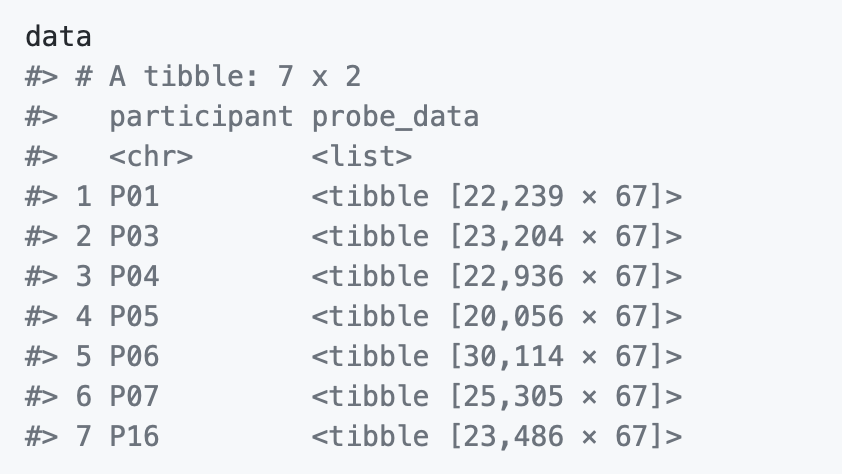 data
#> # A tibble: 7 x 2
#>   participant probe_data
#>   <chr>       <list>
#> 1 P01         <tibble [22,239 × 67]>
#> 2 P03         <tibble [23,204 × 67]>
#> 3 P04         <tibble [22,936 × 67]>
#> 4 P05         <tibble [20,056 × 67]>
#> 5 P06         <tibble [30,114 × 67]>
#> 6 P07         <tibble [25,305 × 67]>
#> 7 P16         <tibble [23,486 × 67]>